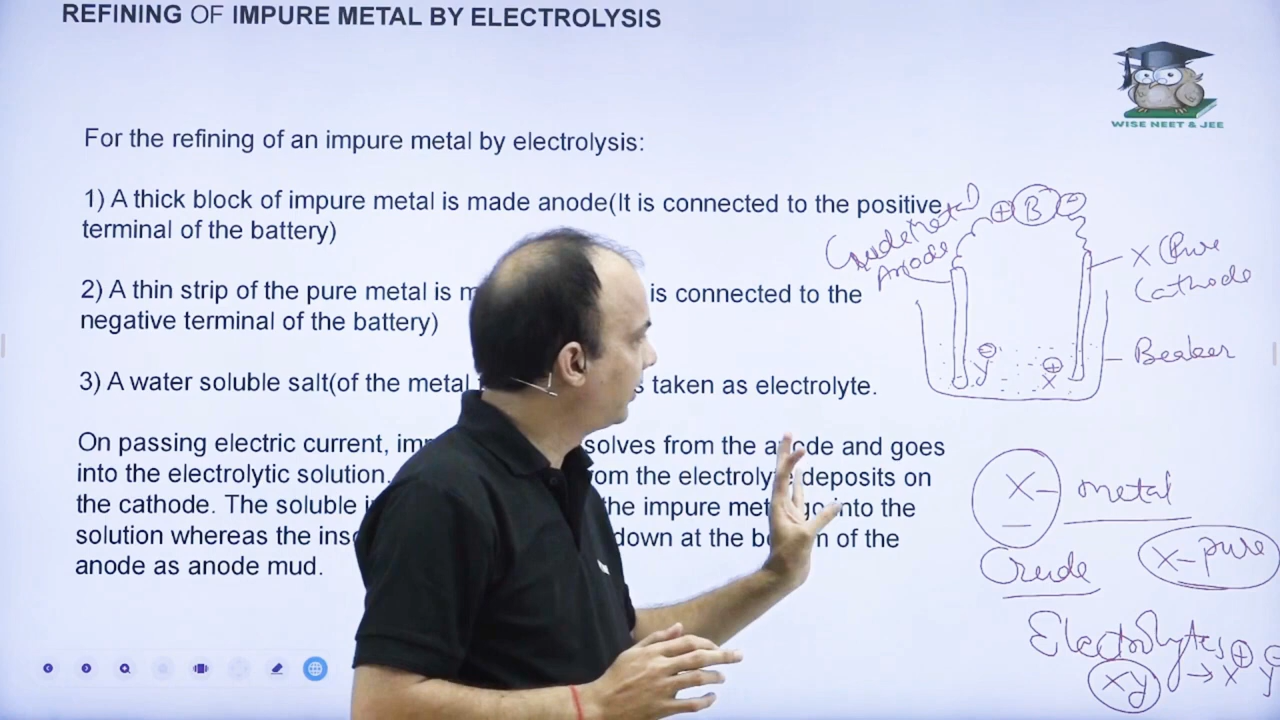 REFINING OF IMPURE METAL BY ELECTROLYSIS
WISE NEET & JEE
For the refining of an impure metal by electrolysis:
1) A thick block of impure metal is made anode(It is connected to the positive
terminal of the battery)
2) A thin strip of the pure metal is is connected to the
negative terminal of the battery)
3) A water soluble salt(of the metal taken as electrolyte.
On passing electric current, from the anode and goes
into the electrolytic solution. the electrolyte deposits on
the cathode. The soluble the impure go into the
solution whereas the down at the of the
anode as anode mud.
+ B -
Crude metal
Anode
X Pure
Cathode
Beaker
- Y
+ X
X - metal
Crude
X - pure
Electrolytes
XY → X+ Y-